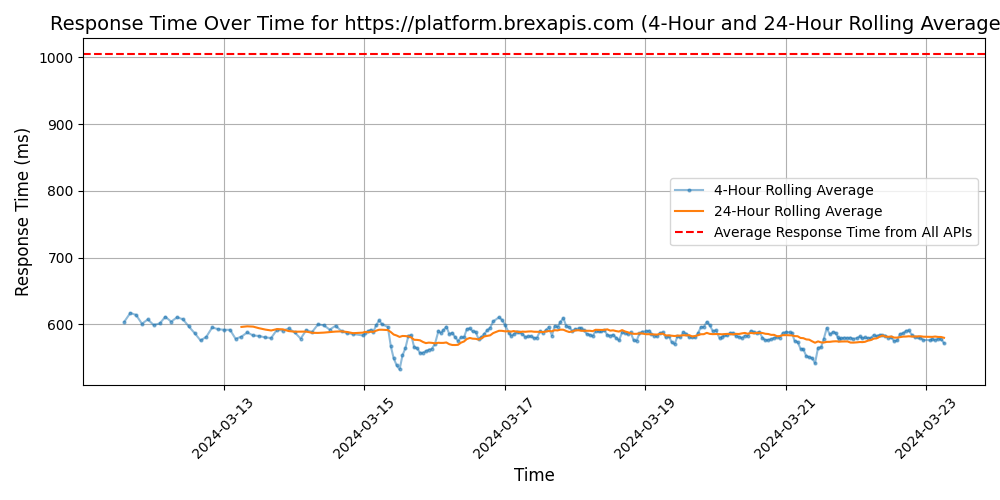 Response Time Over Time for https://platform.brexapis.com (4-Hour and 24-Hour Rolling Average
Response Time (ms)
1000
900
800
700
600
4-Hour Rolling Average
24-Hour Rolling Average
Average Response Time from All APIs
2024-03-13
2024-03-15
2024-03-17
2024-03-19
2024-03-21
2024-03-23
Time